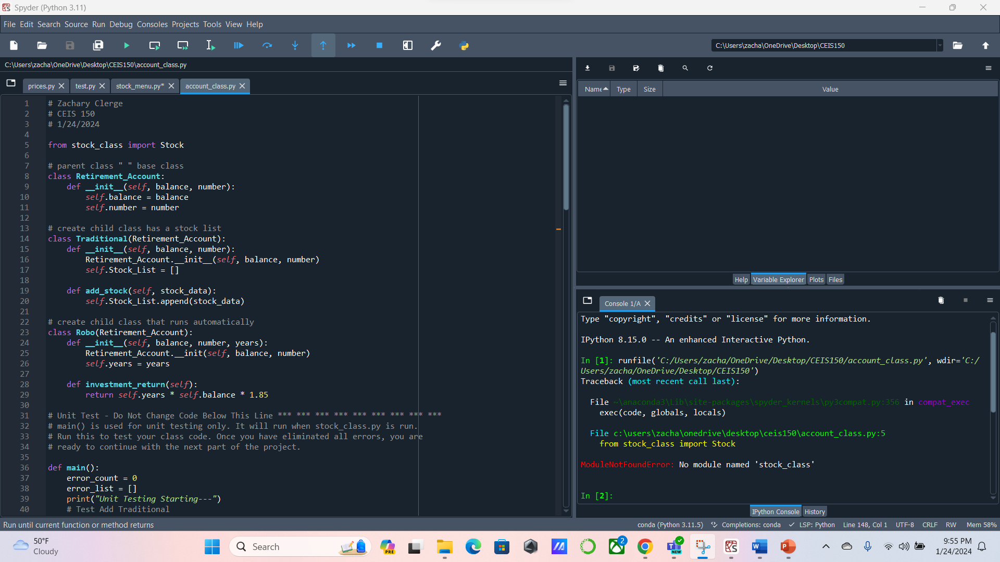 Spyder (Python 3.11)
File Edit Search Source Run Debug Consoles Projects Tools View Help
C:\Users\zacha\OneDrive\Desktop\CEIS150
C:\Users\zacha\OneDrive\Desktop\CEIS150\account_class.py
prices.py test.py stock_menu.py* account_class.py
1 # Zachary Clerge
2 # CEIS 150
3 # 1/24/2024
4
5 from stock_class import Stock
6
7 # parent class " " base class
8 class Retirement_Account:
9 def __init__(self, balance, number):
10 self.balance = balance
11 self.number = number
12
13 # create child class has a stock list
14 class Traditional(Retirement_Account):
15 def __init__(self, balance, number):
16 Retirement_Account.__init__(self, balance, number)
17 self.Stock_List = []
18
19 def add_stock(self, stock_data):
20 self.Stock_List.append(stock_data)
21
22 # create child class that runs automatically
23 class Robo(Retirement_Account):
24 def __init__(self, balance, number, years):
25 Retirement_Account.__init(self, balance, number)
26 self.years = years
27
28 def investment_return(self):
29 return self.years * self.balance * 1.85
30
31 # Unit Test - Do Not Change Code Below This Line *** *** *** *** *** *** *** *** ***
32 # main() is used for unit testing only. It will run when stock_class.py is run.
33 # Run this to test your class code. Once you have eliminated all errors, you are
34 # ready to continue with the next part of the project.
35
36 def main():
37 error_count = 0
38 error_list = []
39 print("Unit Testing Starting---")
40 # Test Add Traditional
Name Type Size Value
Help Variable Explorer Plots Files
Console 1/A
Type "copyright", "credits" or "license" for more information.
IPython 8.15.0 -- An enhanced Interactive Python.
In [1]: runfile('C:/Users/zacha/OneDrive/Desktop/CEIS150/account_class.py', wdir='C:/
Users/zacha/OneDrive/Desktop/CEIS150')
Traceback (most recent call last):
File ~\anaconda3\Lib\site-packages\spyder_kernels\py3compat.py:356 in compat_exec
exec(code, globals, locals)
File c:\users\zacha\onedrive\desktop\ceis150\account_class.py:5
from stock_class import Stock
ModuleNotFoundError: No module named 'stock_class'
In [2]:
IPython Console History
Run until current function or method returns
conda (Python 3.11.5) Completions: conda LSP: Python Line 148, Col 1 UTF-8 CRLF RW Mem 58%
50°F
Cloudy
Search
PRE
2
NEW
9:55 PM
1/24/2024